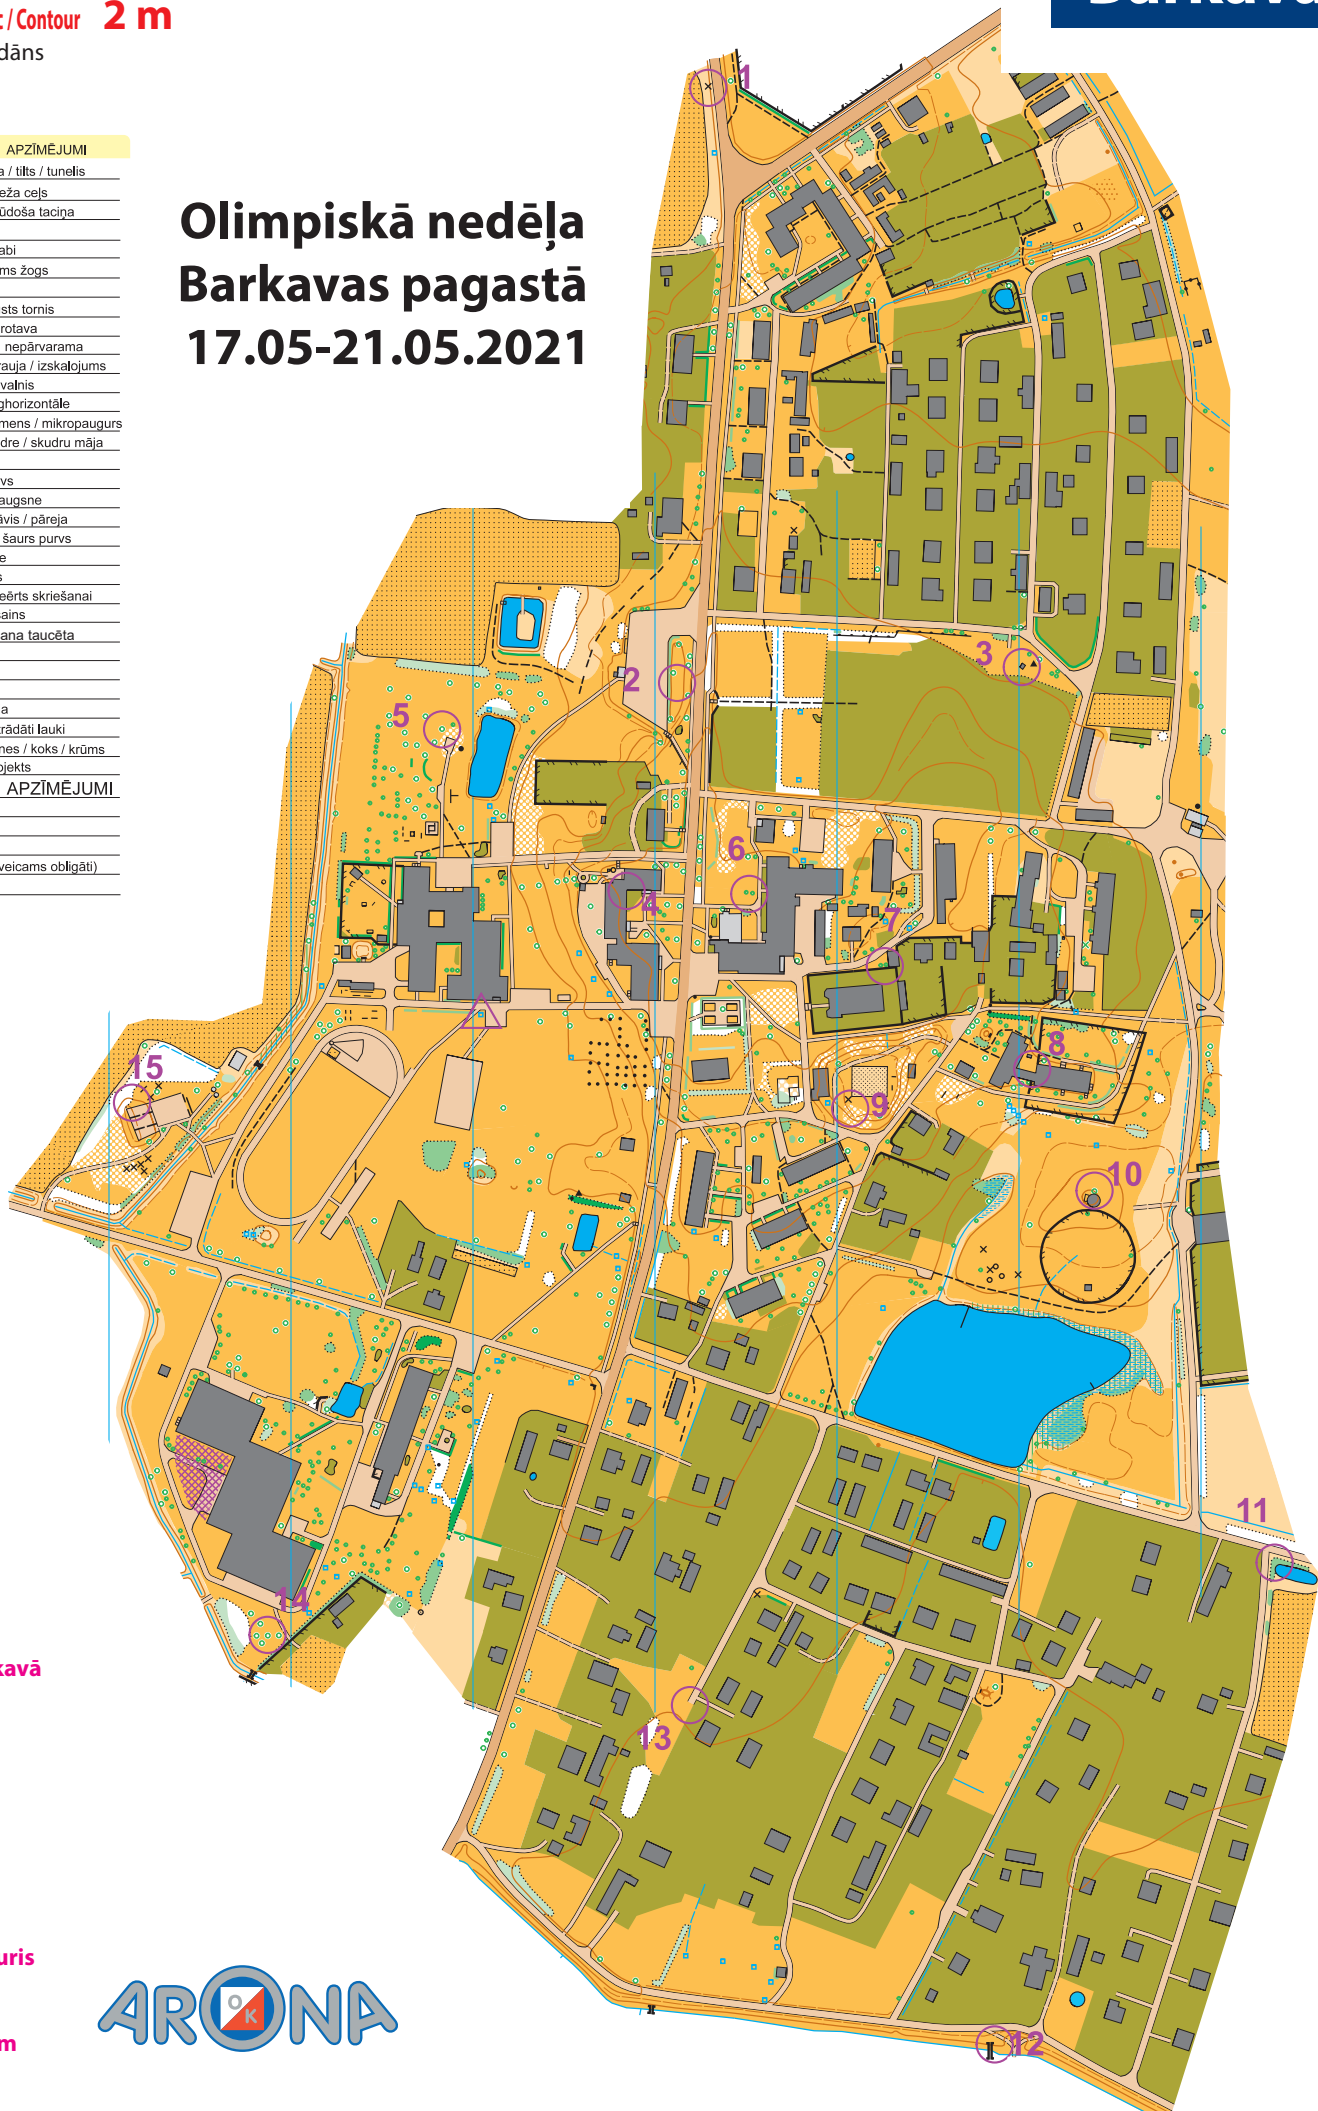 : / Contour 2 m
dāns
Olimpiskā nedēļa
Barkavas pagastā
17.05-21.05.2021
APZĪMĒJUMI
a / tilts / tunelis
eža ceļs
ūdoša taciņa
abi
ms žogs
sts tornis
rotava
nepārvarama
rauja / izskalojums
valnis
ghorizontāle
mens / mikropaugurs
dre / skudru māja
vs
augsne
āvis / pāreja
šaurs purvs
e
s
eērts skriešanai
sains
ana taucēta
a
trādāti lauki
nes / koks / krūms
ojekts
APZĪMĒJUMI
veicams obligāti)
1
2
3
5
6
4
7
8
9
10
15
11
14
13
12
kavā
uris
m
ARONA
OK